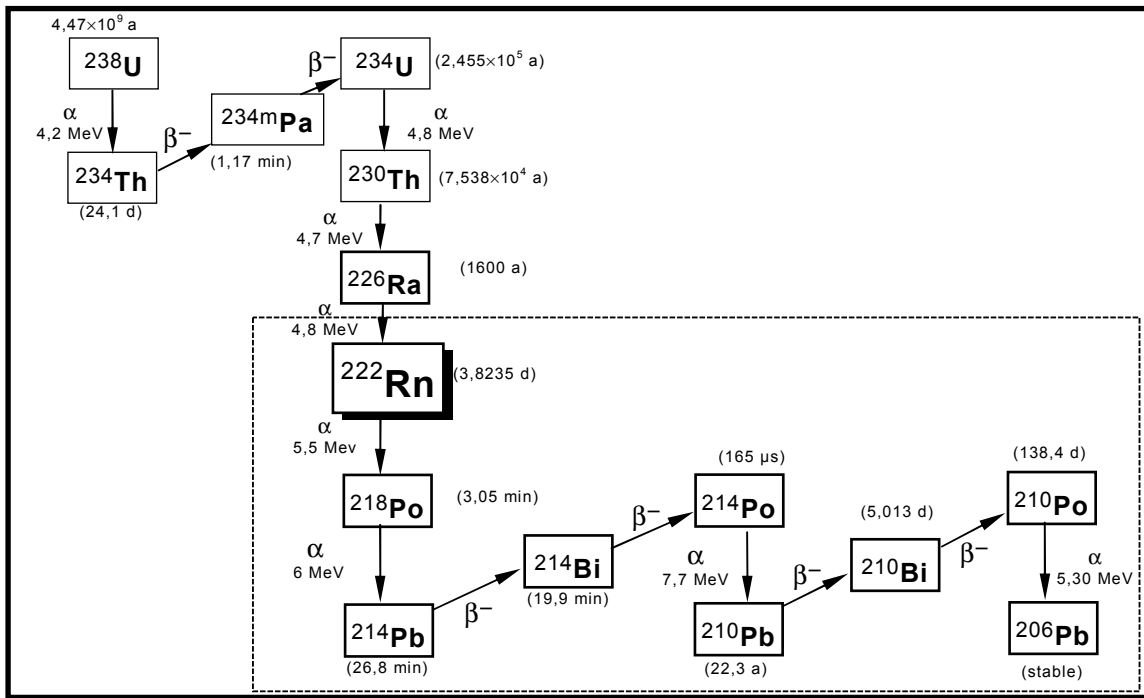 4,47×10⁹ a
²³⁸U
β⁻
²³⁴U
(2,455×10⁵ a)
α
4,2 MeV
β⁻
²³⁴ᵐPa
(1,17 min)
α
4,8 MeV
²³⁴Th
(24,1 d)
²³⁰Th
(7,538×10⁴ a)
α
4,7 MeV
²²⁶Ra
(1600 a)
α
4,8 MeV
²²²Rn
(3,8235 d)
α
5,5 Mev
²¹⁸Po
(3,05 min)
α
6 MeV
²¹⁴Pb
(26,8 min)
β⁻
²¹⁴Bi
(19,9 min)
β⁻
(165 µs)
²¹⁴Po
α
7,7 MeV
²¹⁰Pb
(22,3 a)
β⁻
(5,013 d)
²¹⁰Bi
β⁻
(138,4 d)
²¹⁰Po
α
5,30 MeV
²⁰⁶Pb
(stable)